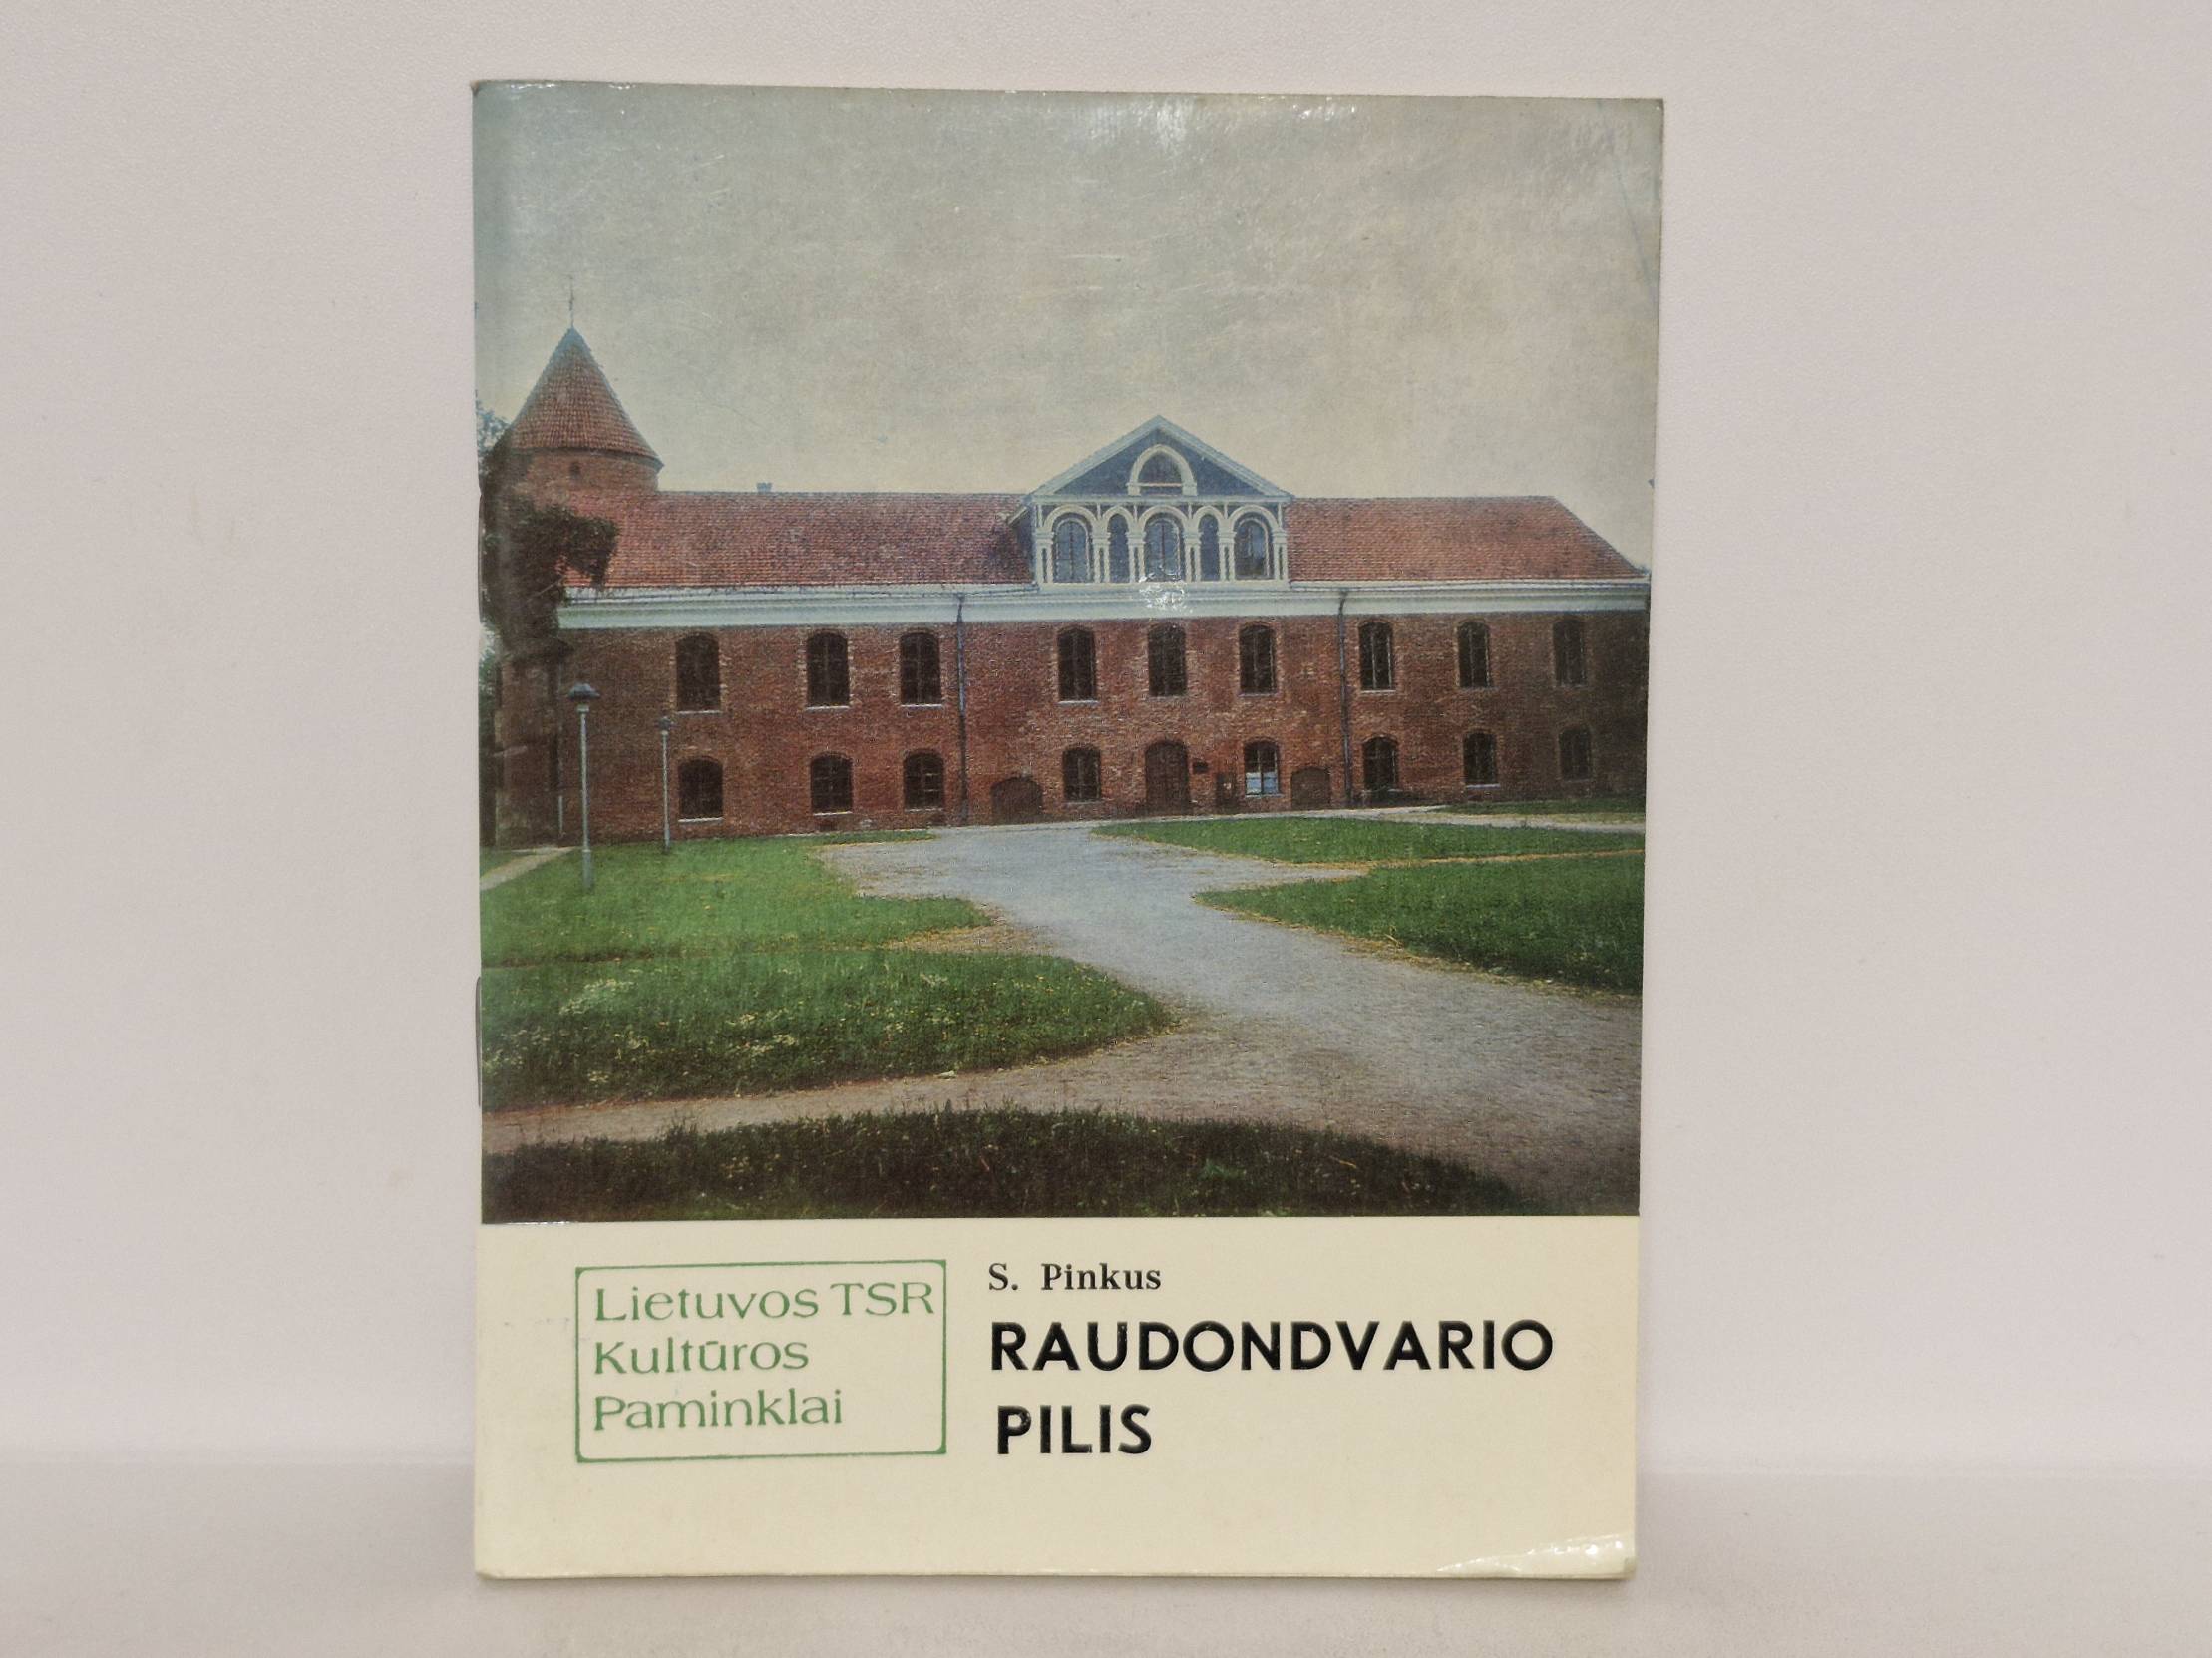 Lietuvos TSR
Kultūros
Paminklai
S. Pinkus
RAUDONDVARIO
PILIS